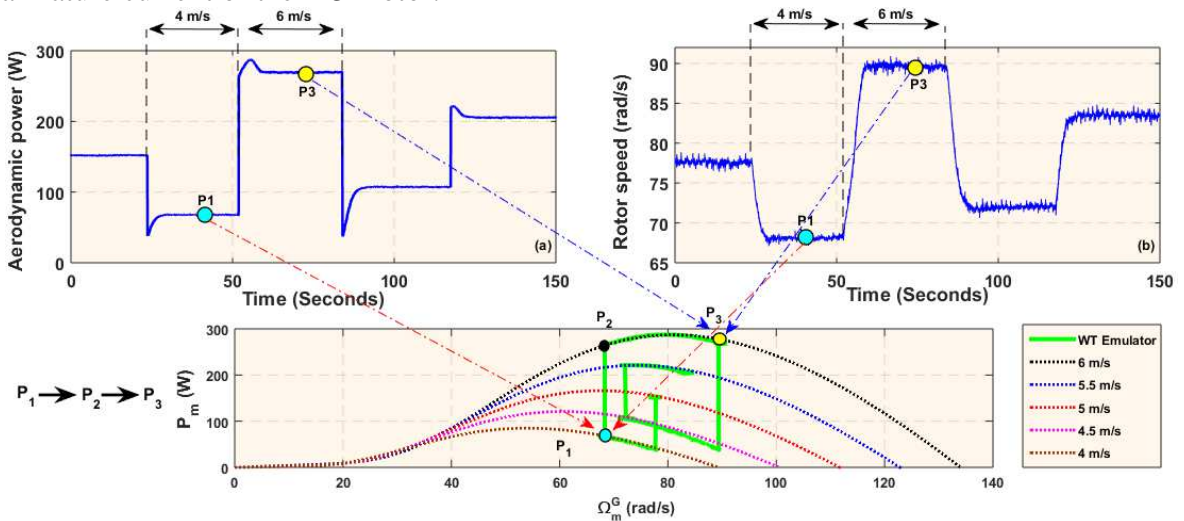 4 m/s
6 m/s
Aerodynamic power (W)
300
200
100
0
P3
P1
(a)
0
50
100
150
Time (Seconds)
4 m/s
6 m/s
Rotor speed (rad/s)
90
85
80
75
70
65
P3
P1
(b)
0
50
100
150
Time (Seconds)
P1 P2 P3
P_m (W)
300
200
100
0
P2
P3
P1
0
20
40
60
80
100
120
140
Ω_m^G (rad/s)
WT Emulator
6 m/s
5.5 m/s
5 m/s
4.5 m/s
4 m/s